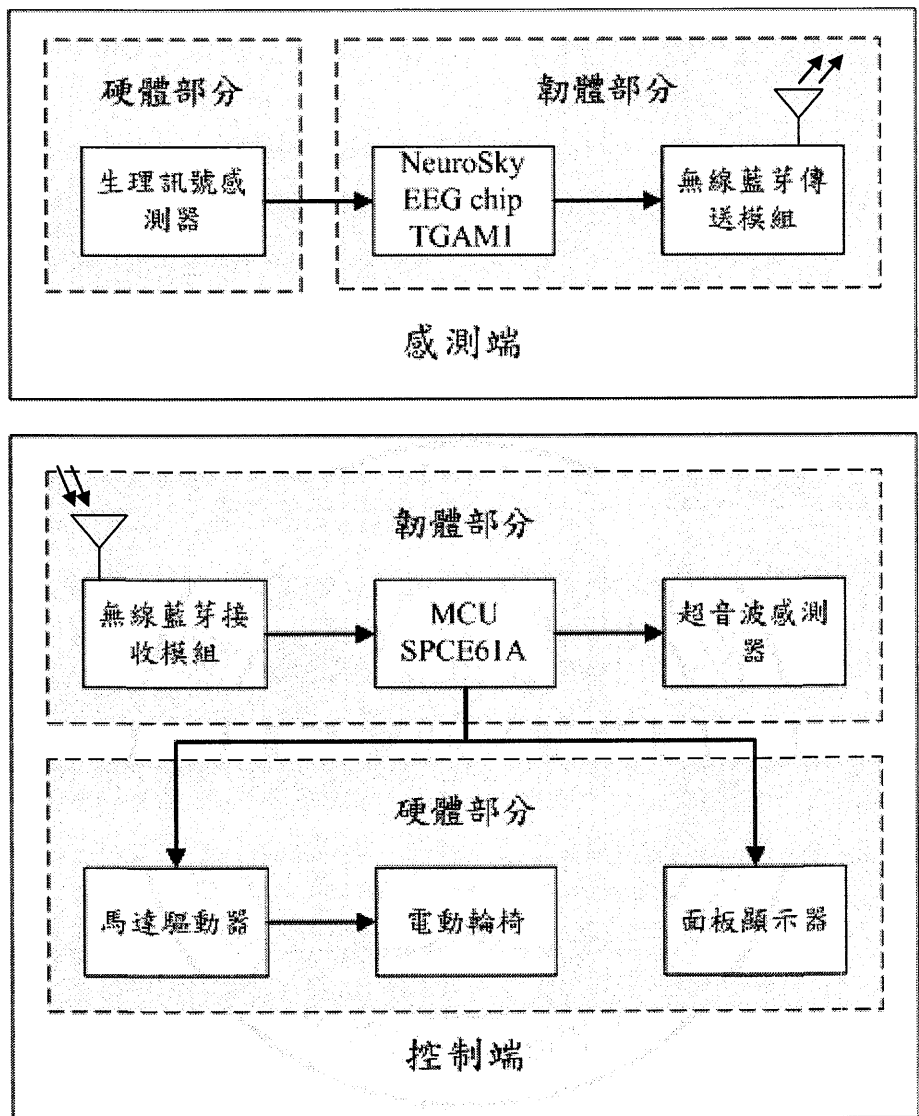 硬體部分
韌體部分
生理訊號感
測器
NeuroSky
EEG chip
TGAM1
無線藍芽傳
送模組
感測端
韌體部分
無線藍芽接
收模組
MCU
SPCE61A
超音波感測
器
硬體部分
馬達驅動器
電動輪椅
面板顯示器
控制端